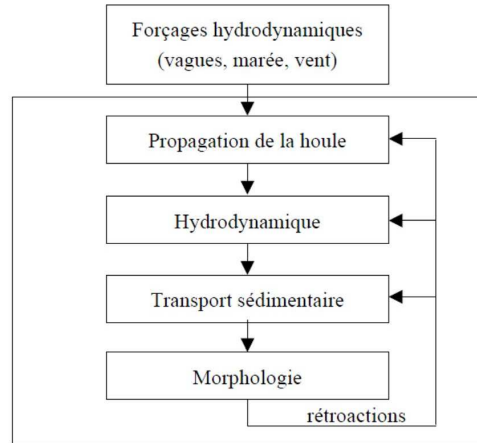 Forçages hydrodynamiques
(vagues, marée, vent)
Propagation de la houle
Hydrodynamique
Transport sédimentaire
Morphologie
rétroactions